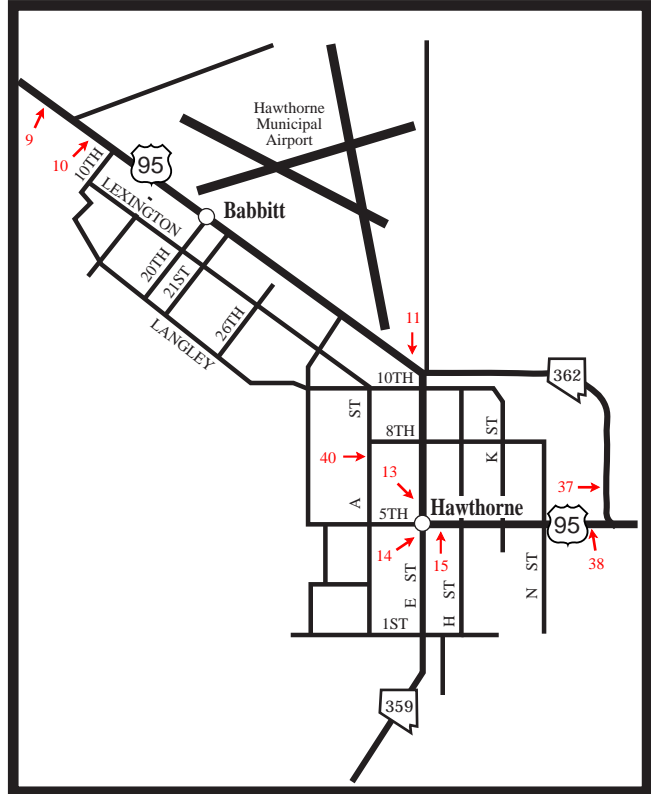 Hawthorne
Municipal
Airport
9
10
10TH
95
LEXINGTON
Babbitt
20TH
21ST
26TH
LANGLEY
11
10TH
362
ST
8TH
K ST
40
13
37
A
5TH
Hawthorne
95
14
15
38
E ST
H ST
N ST
1ST
359